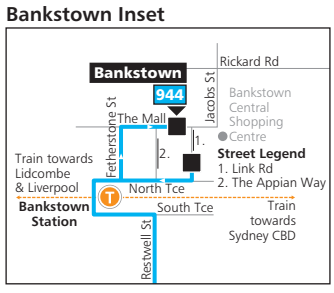 Bankstown Inset
Rickard Rd
Bankstown
944
Jacobs St
Fetherstone St
The Mall
Bankstown
Central
Shopping
Centre
1.
2.
Street Legend
1. Link Rd
2. The Appian Way
Train towards
Lidcombe
& Liverpool
North Tce
T
Bankstown
Station
South Tce
Train
towards
Sydney CBD
Restwell St